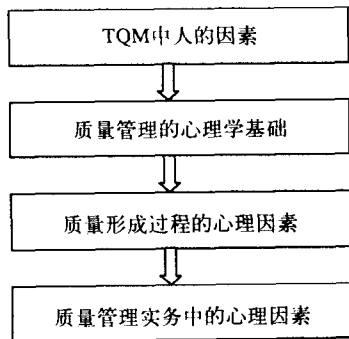 TQM中人的因素
质量管理的心理学基础
质量形成过程的心理因素
质量管理实务中的心理因素